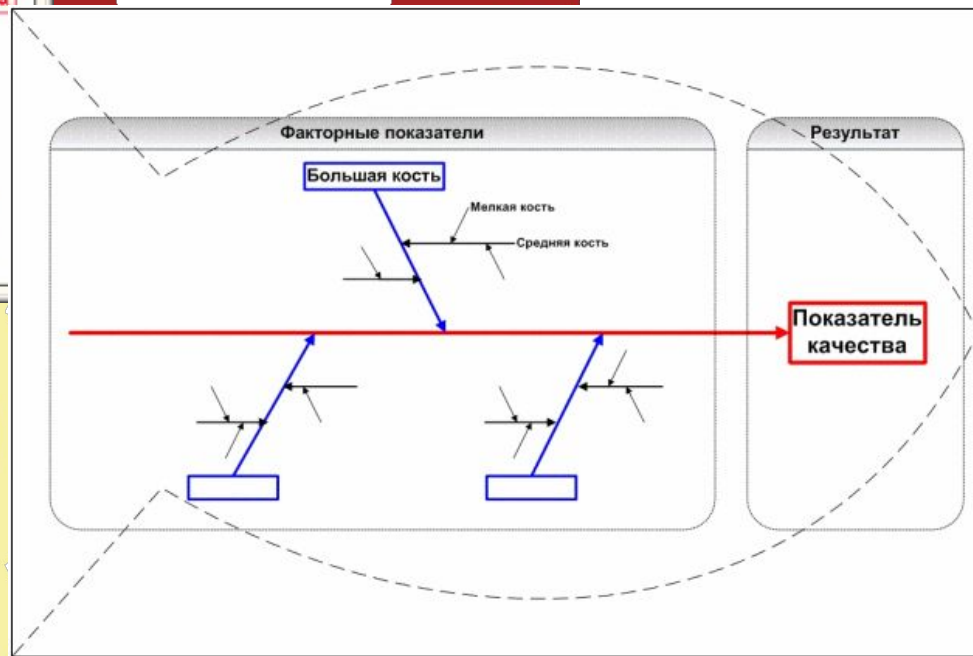 Факторные показатели
Результат
Большая кость
Мелкая кость
Средняя кость
Показатель
качества